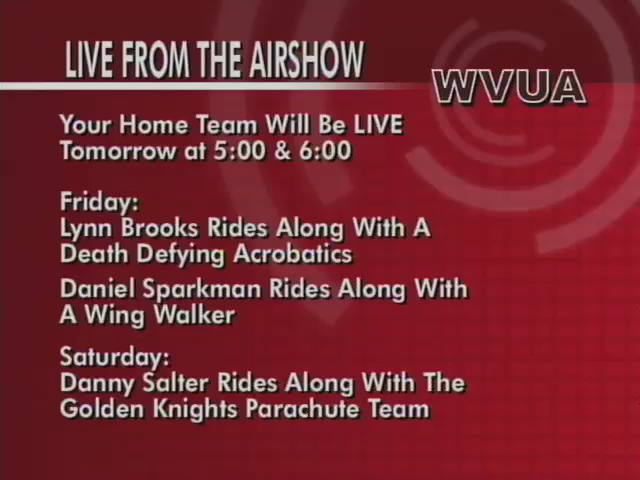 LIVE FROM THE AIRSHOW
WVUA
Your Home Team Will Be LIVE
Tomorrow at 5:00 & 6:00
Friday:
Lynn Brooks Rides Along With A
Death Defying Acrobatics
Daniel Sparkman Rides Along With
A Wing Walker
Saturday:
Danny Salter Rides Along With The
Golden Knights Parachute Team